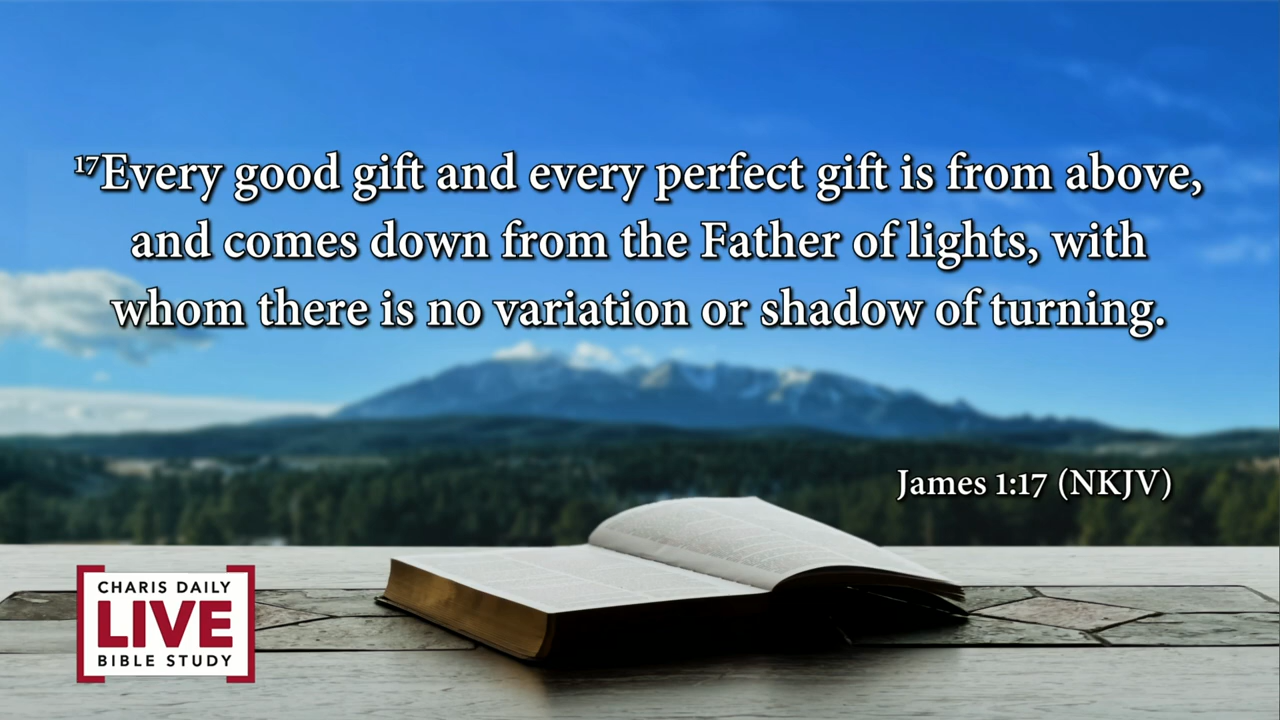 ¹⁷Every good gift and every perfect gift is from above,
and comes down from the Father of lights, with
whom there is no variation or shadow of turning.
James 1:17 (NKJV)
CHARIS DAILY
LIVE
BIBLE STUDY